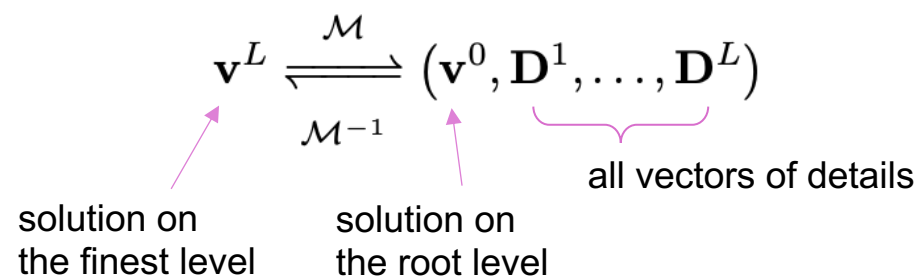 𝓜
𝐯^L ⇌ (𝐯^0, 𝐃^1, …, 𝐃^L)
𝓜^{−1}
all vectors of details
solution on
the finest level
solution on
the root level